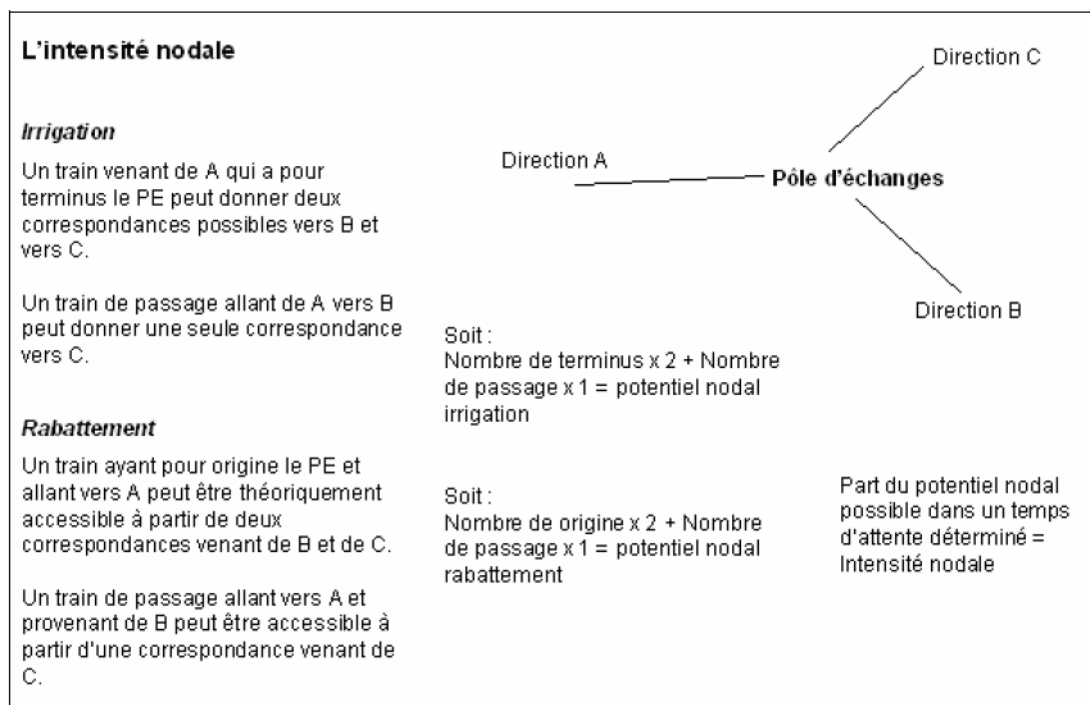 L'intensité nodale
Direction C
Irrigation
Direction A
Pôle d'échanges
Un train venant de A qui a pour
terminus le PE peut donner deux
correspondances possibles vers B et
vers C.
Un train de passage allant de A vers B
peut donner une seule correspondance
vers C.
Direction B
Soit :
Nombre de terminus x 2 + Nombre
de passage x 1 = potentiel nodal
irrigation
Rabattement
Un train ayant pour origine le PE et
allant vers A peut être théoriquement
accessible à partir de deux
correspondances venant de B et de C.
Un train de passage allant vers A et
provenant de B peut être accessible à
partir d'une correspondance venant de
C.
Soit :
Nombre de origine x 2 + Nombre
de passage x 1 = potentiel nodal
rabattement
Part du potentiel nodal
possible dans un temps
d'attente déterminé =
Intensité nodale